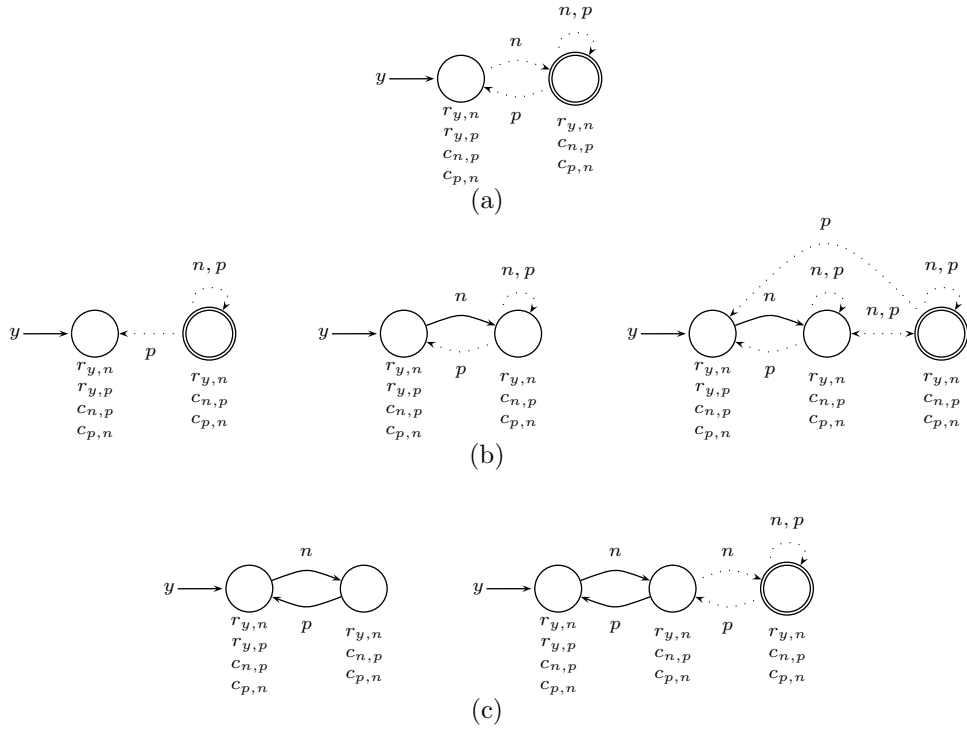 n, p
n
y
p
r_{y,n}
r_{y,p}
c_{n,p}
c_{p,n}
r_{y,n}
c_{n,p}
c_{p,n}
(a)
n, p
y
p
r_{y,n}
r_{y,p}
c_{n,p}
c_{p,n}
r_{y,n}
c_{n,p}
c_{p,n}
n, p
n
y
p
r_{y,n}
r_{y,p}
c_{n,p}
c_{p,n}
r_{y,n}
c_{n,p}
c_{p,n}
p
n, p
n, p
n
n, p
y
p
r_{y,n}
r_{y,p}
c_{n,p}
c_{p,n}
r_{y,n}
c_{n,p}
c_{p,n}
r_{y,n}
c_{n,p}
c_{p,n}
(b)
n
y
p
r_{y,n}
r_{y,p}
c_{n,p}
c_{p,n}
r_{y,n}
c_{n,p}
c_{p,n}
n, p
n
n
y
p
p
r_{y,n}
r_{y,p}
c_{n,p}
c_{p,n}
r_{y,n}
c_{n,p}
c_{p,n}
r_{y,n}
c_{n,p}
c_{p,n}
(c)